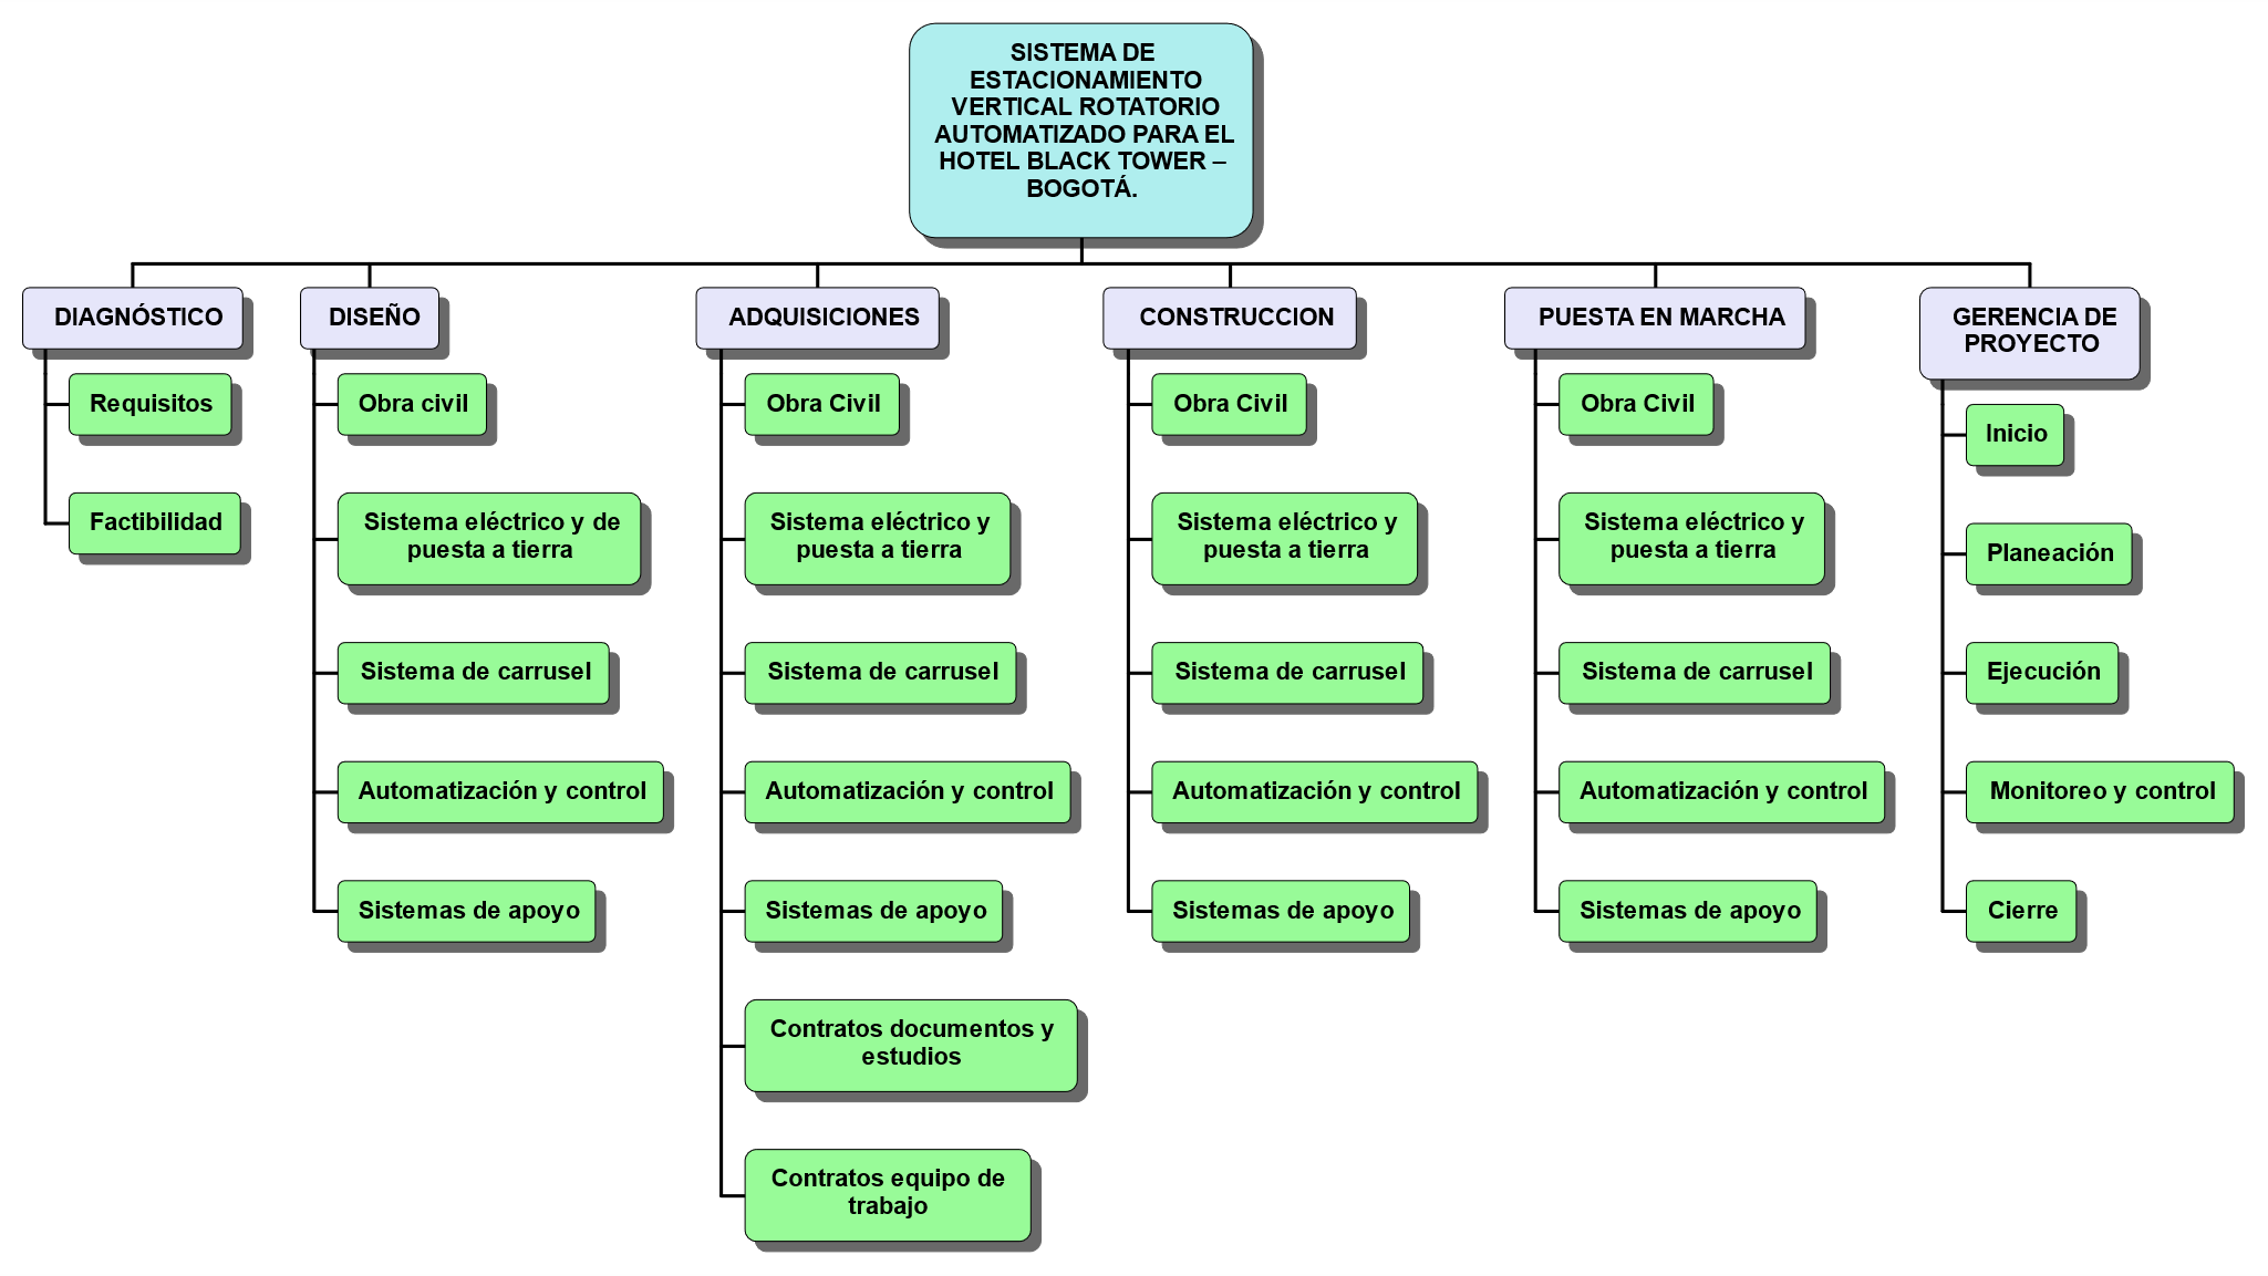 SISTEMA DE
ESTACIONAMIENTO
VERTICAL ROTATORIO
AUTOMATIZADO PARA EL
HOTEL BLACK TOWER –
BOGOTÁ.
DIAGNÓSTICO
Requisitos
Factibilidad
DISEÑO
Obra civil
Sistema eléctrico y de
puesta a tierra
Sistema de carrusel
Automatización y control
Sistemas de apoyo
ADQUISICIONES
Obra Civil
Sistema eléctrico y
puesta a tierra
Sistema de carrusel
Automatización y control
Sistemas de apoyo
Contratos documentos y
estudios
Contratos equipo de
trabajo
CONSTRUCCION
Obra Civil
Sistema eléctrico y
puesta a tierra
Sistema de carrusel
Automatización y control
Sistemas de apoyo
PUESTA EN MARCHA
Obra Civil
Sistema eléctrico y
puesta a tierra
Sistema de carrusel
Automatización y control
Sistemas de apoyo
GERENCIA DE
PROYECTO
Inicio
Planeación
Ejecución
Monitoreo y control
Cierre